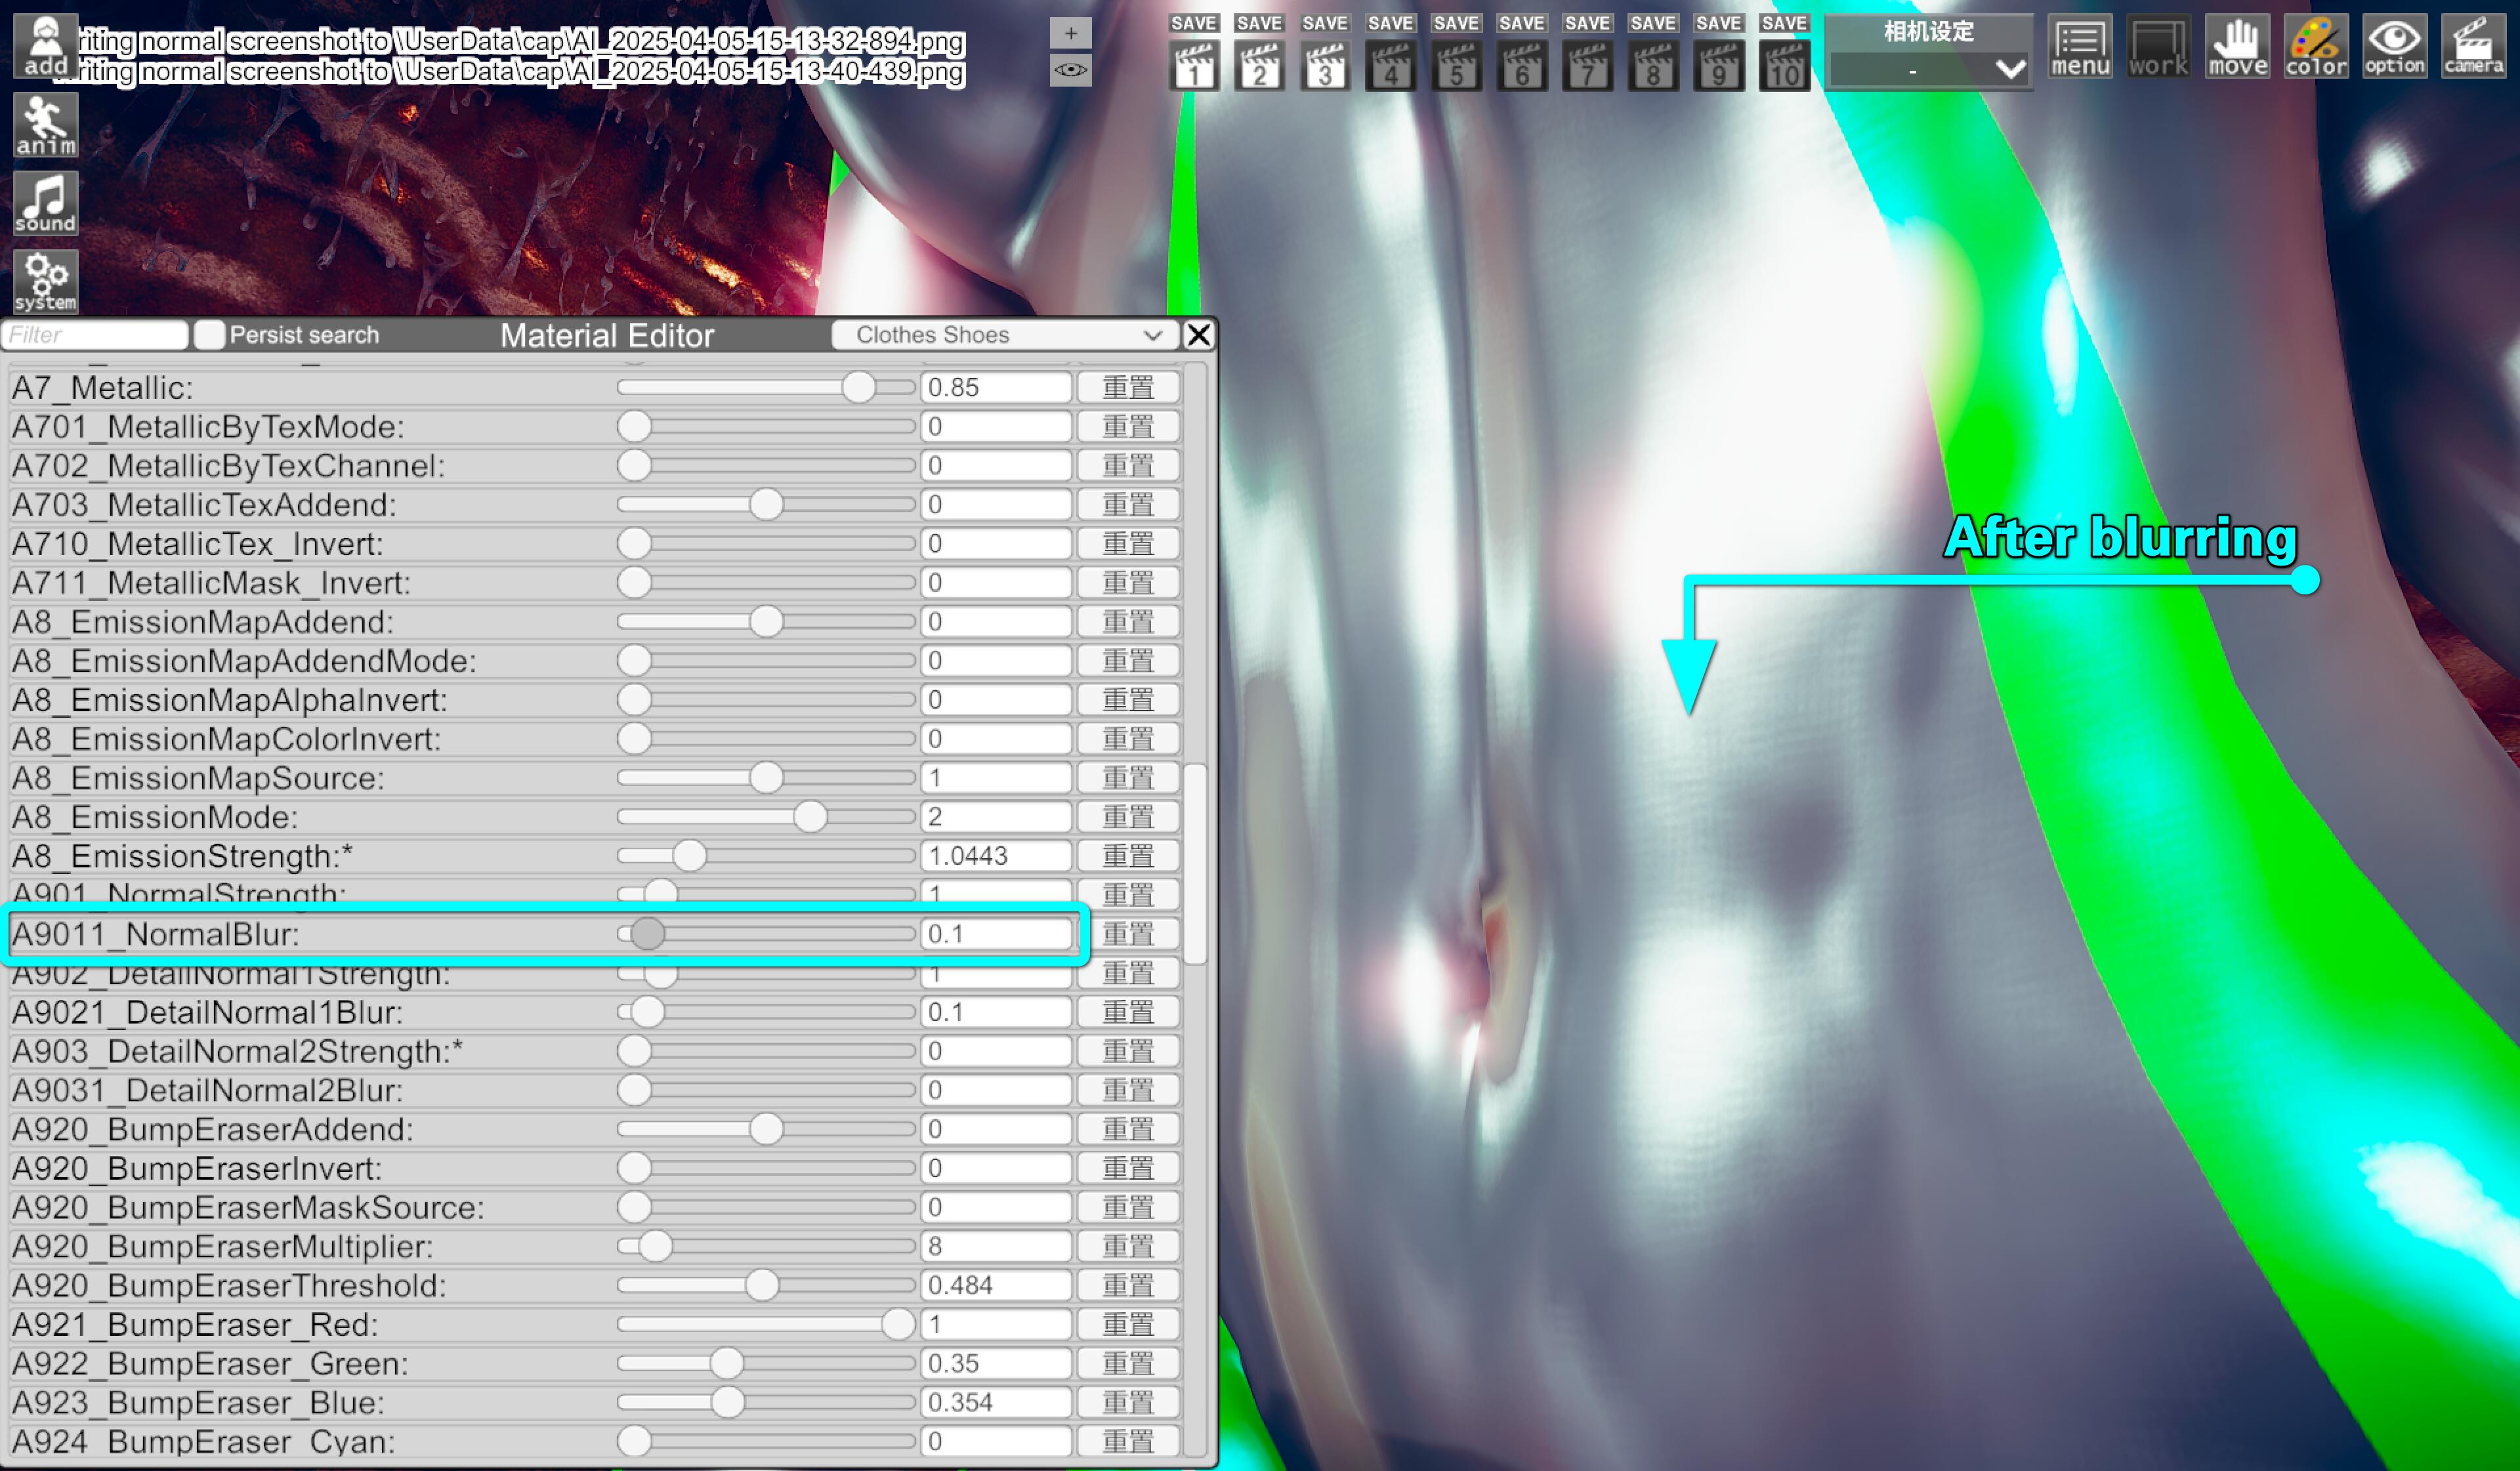 add
riting normal screenshot to \UserData\cap\AI_2025-04-05-15-13-32-894.png
riting normal screenshot to \UserData\cap\AI_2025-04-05-15-13-40-439.png
+
SAVE SAVE SAVE SAVE SAVE SAVE SAVE SAVE SAVE SAVE
1 2 3 4 5 6 7 8 9 10
相机设定
-
menu work move color option camera
anim
sound
system
Filter Persist search Material Editor Clothes Shoes X
A7_Metallic: 0.85 重置
A701_MetallicByTexMode: 0 重置
A702_MetallicByTexChannel: 0 重置
A703_MetallicTexAddend: 0 重置
A710_MetallicTex_Invert: 0 重置
A711_MetallicMask_Invert: 0 重置
A8_EmissionMapAddend: 0 重置
A8_EmissionMapAddendMode: 0 重置
A8_EmissionMapAlphaInvert: 0 重置
A8_EmissionMapColorInvert: 0 重置
A8_EmissionMapSource: 1 重置
A8_EmissionMode: 2 重置
A8_EmissionStrength:* 1.0443 重置
A901_NormalStrength: 1 重置
A9011_NormalBlur: 0.1 重置
A902_DetailNormal1Strength: 1 重置
A9021_DetailNormal1Blur: 0.1 重置
A903_DetailNormal2Strength:* 0 重置
A9031_DetailNormal2Blur: 0 重置
A920_BumpEraserAddend: 0 重置
A920_BumpEraserInvert: 0 重置
A920_BumpEraserMaskSource: 0 重置
A920_BumpEraserMultiplier: 8 重置
A920_BumpEraserThreshold: 0.484 重置
A921_BumpEraser_Red: 1 重置
A922_BumpEraser_Green: 0.35 重置
A923_BumpEraser_Blue: 0.354 重置
A924_BumpEraser_Cyan: 0 重置
After blurring